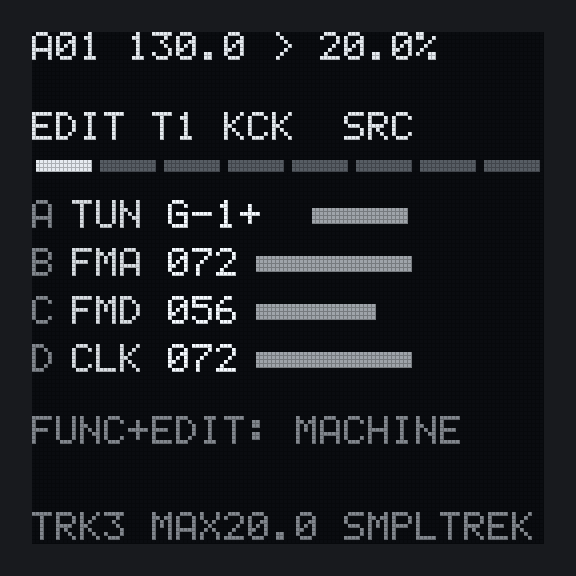 A01 130.0 > 20.0%
EDIT T1 KCK SRC
A TUN G-1+
B FMA 072
C FMD 056
D CLK 072
FUNC+EDIT: MACHINE
TRK3 MAX20.0 SMPLTREK